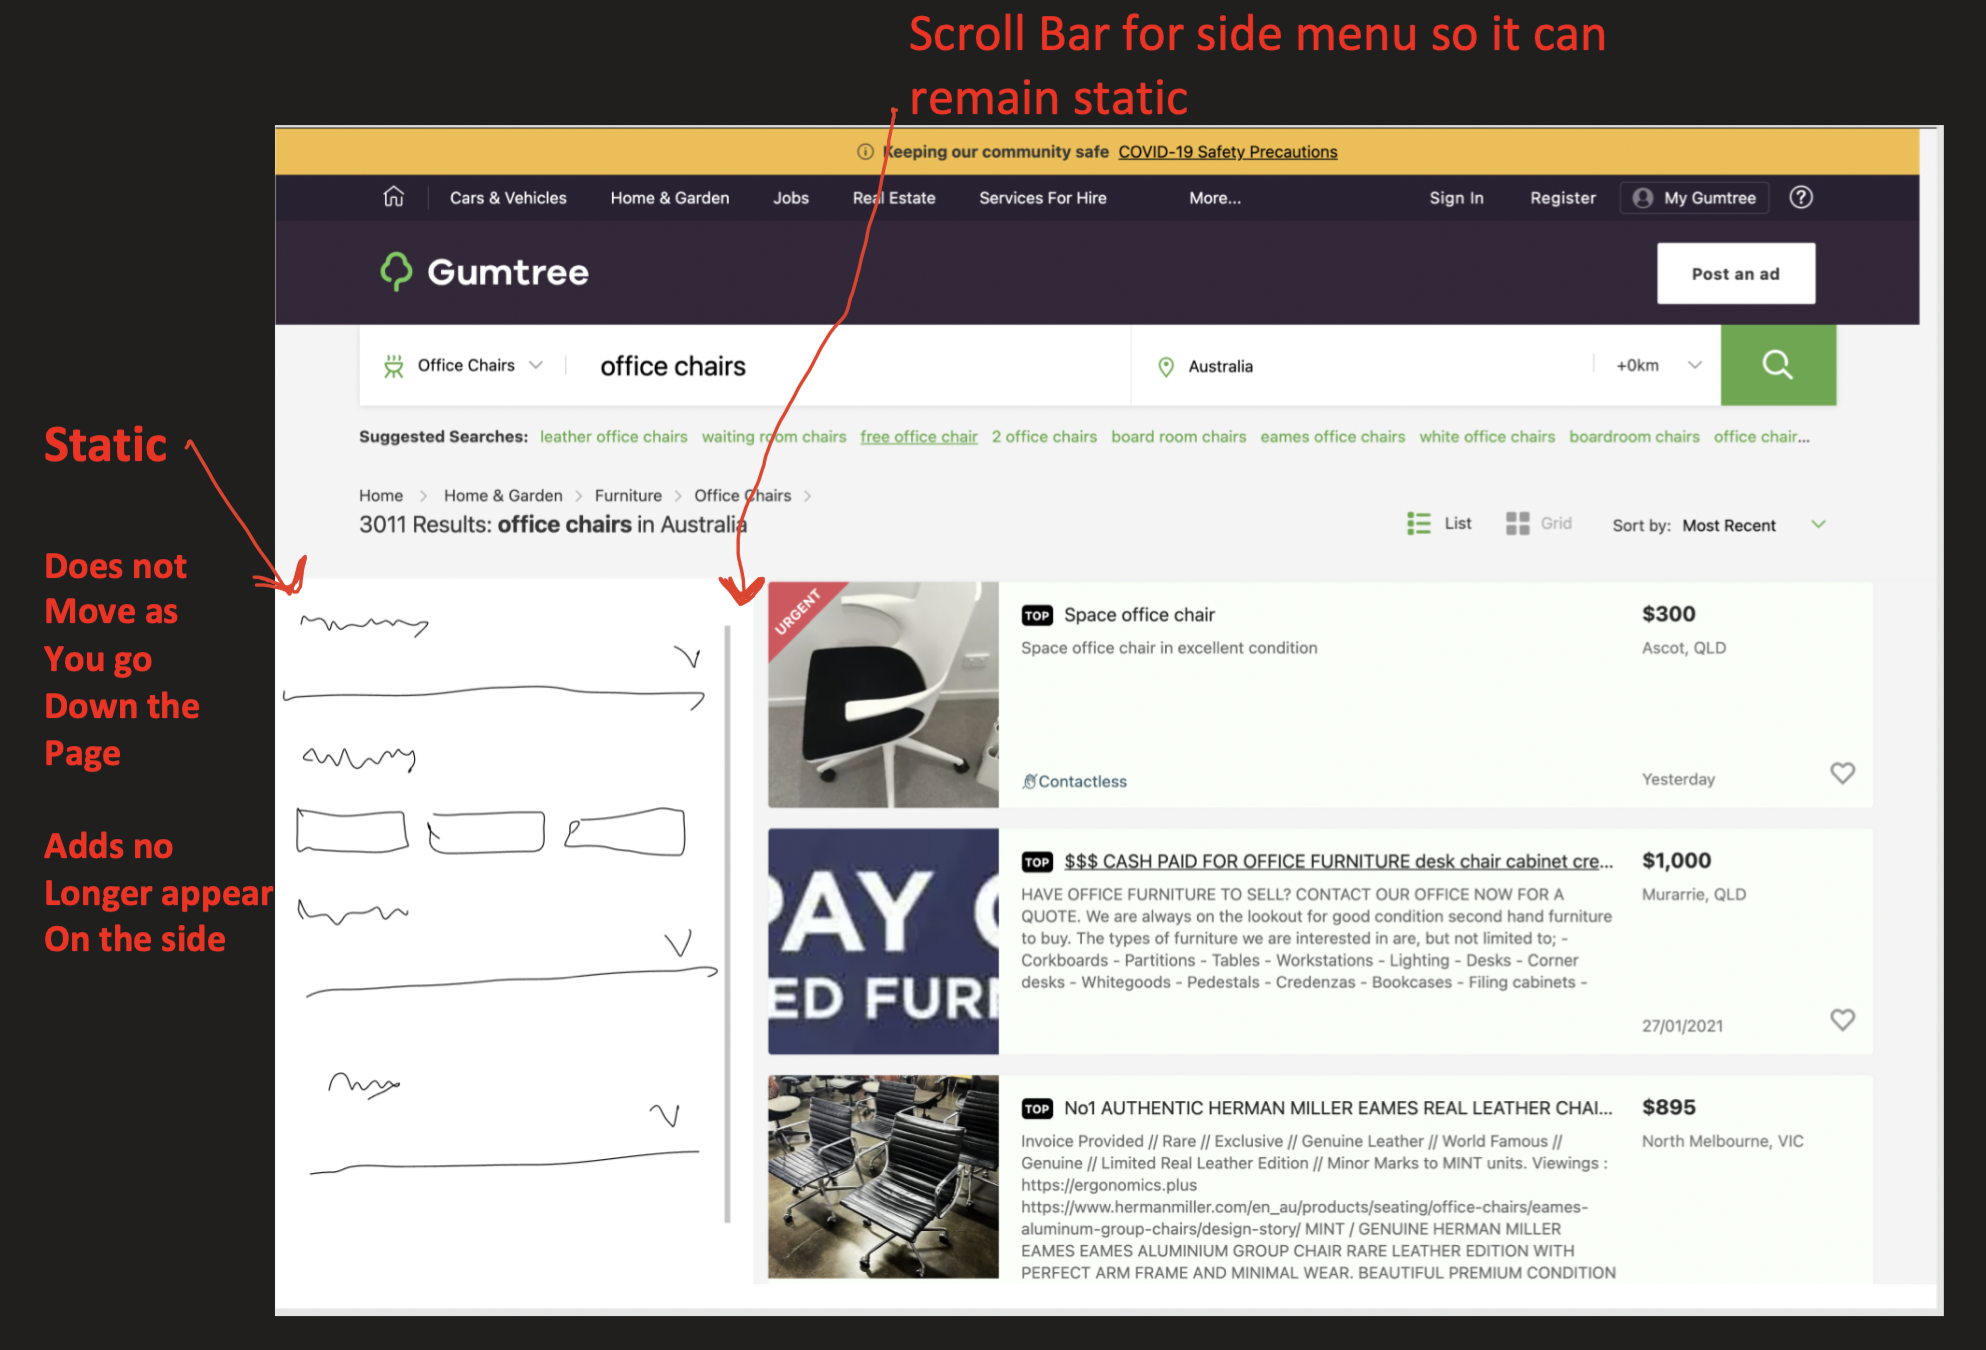 Scroll Bar for side menu so it can
remain static
Keeping our community safe COVID-19 Safety Precautions
Cars & Vehicles Home & Garden Jobs Real Estate Services For Hire More... Sign In Register My Gumtree ?
Gumtree
Post an ad
Office Chairs office chairs Australia +0km
Static
Suggested Searches: leather office chairs waiting room chairs free office chair 2 office chairs board room chairs eames office chairs white office chairs boardroom chairs office chair...
Home > Home & Garden > Furniture > Office Chairs >
3011 Results: office chairs in Australia
List Grid Sort by: Most Recent
Does not
Move as
You go
Down the
Page
Adds no
Longer appear
On the side
URGENT
TOP Space office chair
Space office chair in excellent condition
Contactless
$300
Ascot, QLD
Yesterday
PAY
ED FUR
TOP $$$ CASH PAID FOR OFFICE FURNITURE desk chair cabinet cre...
HAVE OFFICE FURNITURE TO SELL? CONTACT OUR OFFICE NOW FOR A
QUOTE. We are always on the lookout for good condition second hand furniture
to buy. The types of furniture we are interested in are, but not limited to; -
Corkboards - Partitions - Tables - Workstations - Lighting - Desks - Corner
desks - Whitegoods - Pedestals - Credenzas - Bookcases - Filing cabinets -
$1,000
Murarrie, QLD
27/01/2021
TOP No1 AUTHENTIC HERMAN MILLER EAMES REAL LEATHER CHAI...
Invoice Provided // Rare // Exclusive // Genuine Leather // World Famous //
Genuine // Limited Real Leather Edition // Minor Marks to MINT units. Viewings :
https://ergonomics.plus
https://www.hermanmiller.com/en_au/products/seating/office-chairs/eames-
aluminum-group-chairs/design-story/ MINT / GENUINE HERMAN MILLER
EAMES EAMES ALUMINIUM GROUP CHAIR RARE LEATHER EDITION WITH
PERFECT ARM FRAME AND MINIMAL WEAR. BEAUTIFUL PREMIUM CONDITION
$895
North Melbourne, VIC